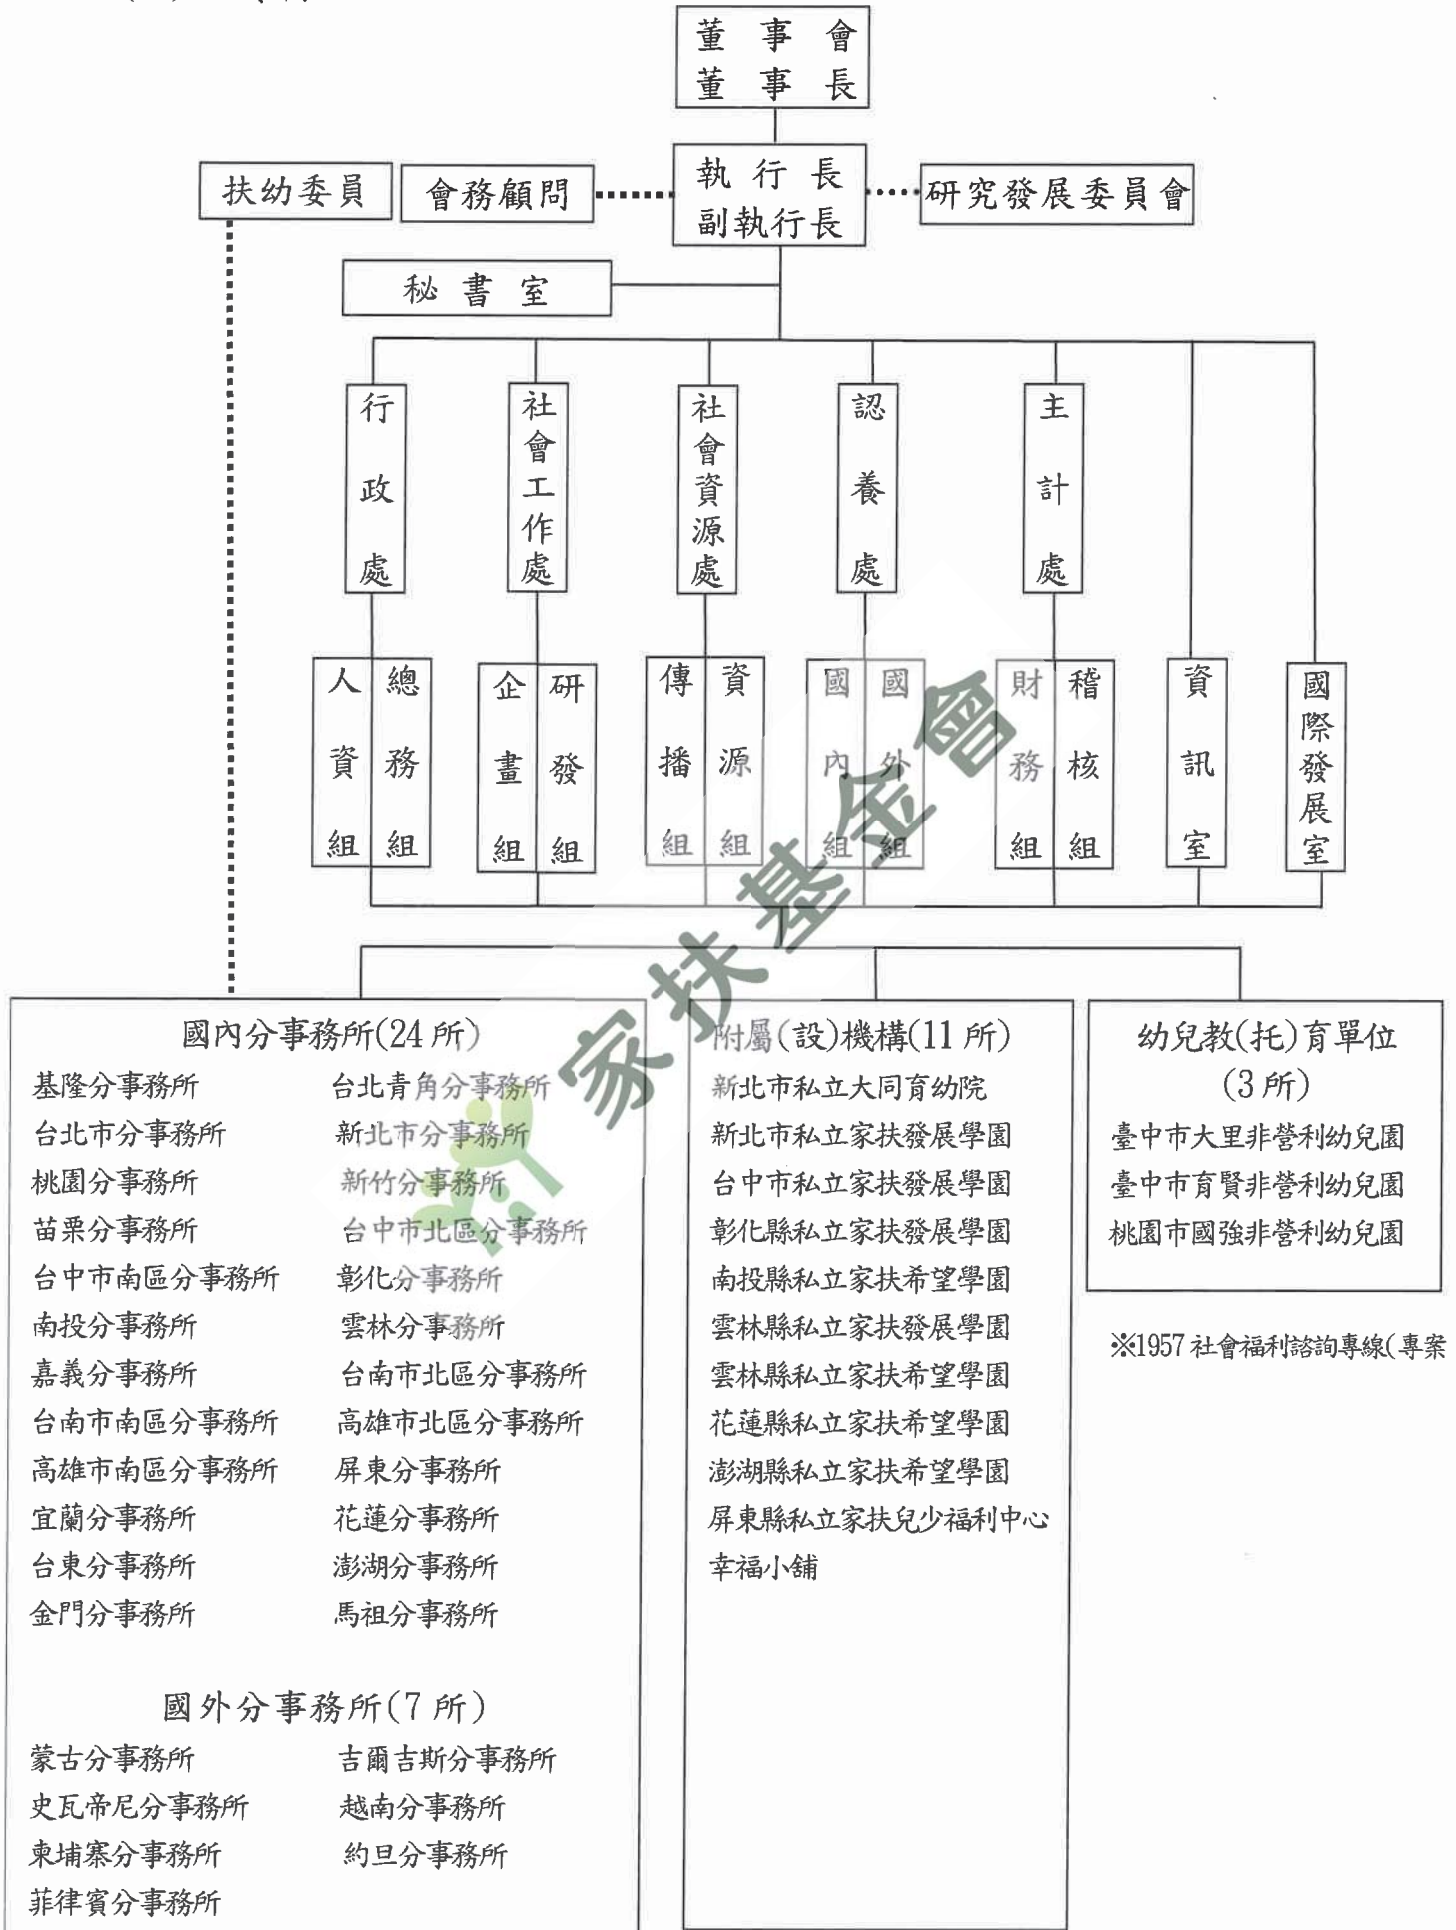 董事會
董事長
執行長
副執行長
扶幼委員
會務顧問
研究發展委員會
秘書室
行政處
社會工作處
社會資源處
認養處
主計處
人資組
總務組
企畫組
研發組
傳播組
資源組
國內組
國外組
財務組
稽核組
資訊室
國際發展室
家扶基金會
國內分事務所(24所)
基隆分事務所 台北青角分事務所
台北市分事務所 新北市分事務所
桃園分事務所 新竹分事務所
苗栗分事務所 台中市北區分事務所
台中市南區分事務所 彰化分事務所
南投分事務所 雲林分事務所
嘉義分事務所 台南市北區分事務所
台南市南區分事務所 高雄市北區分事務所
高雄市南區分事務所 屏東分事務所
宜蘭分事務所 花蓮分事務所
台東分事務所 澎湖分事務所
金門分事務所 馬祖分事務所
國外分事務所(7所)
蒙古分事務所 吉爾吉斯分事務所
史瓦帝尼分事務所 越南分事務所
柬埔寨分事務所 約旦分事務所
菲律賓分事務所
附屬(設)機構(11所)
新北市私立大同育幼院
新北市私立家扶發展學園
台中市私立家扶發展學園
彰化縣私立家扶發展學園
南投縣私立家扶希望學園
雲林縣私立家扶發展學園
雲林縣私立家扶希望學園
花蓮縣私立家扶希望學園
澎湖縣私立家扶希望學園
屏東縣私立家扶兒少福利中心
幸福小舖
幼兒教(托)育單位
(3所)
臺中市大里非營利幼兒園
臺中市育賢非營利幼兒園
桃園市國強非營利幼兒園
※1957社會福利諮詢專線(專案